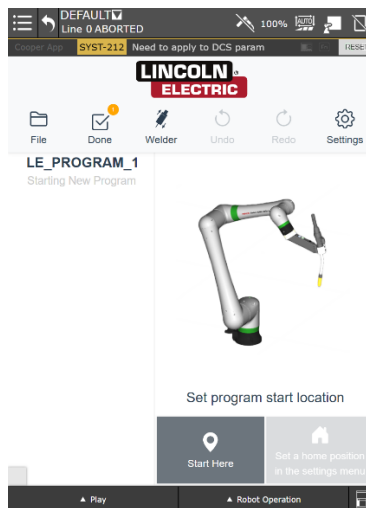 DEFAULT
Line 0 ABORTED
100%
AUTO
Cooper App
SYST-212 Need to apply to DCS param
RESE
LINCOLN
ELECTRIC
File
Done
Welder
Undo
Redo
Settings
LE_PROGRAM_1
Starting New Program
Set program start location
Start Here
Set a home position
in the settings menu
Play
Robot Operation